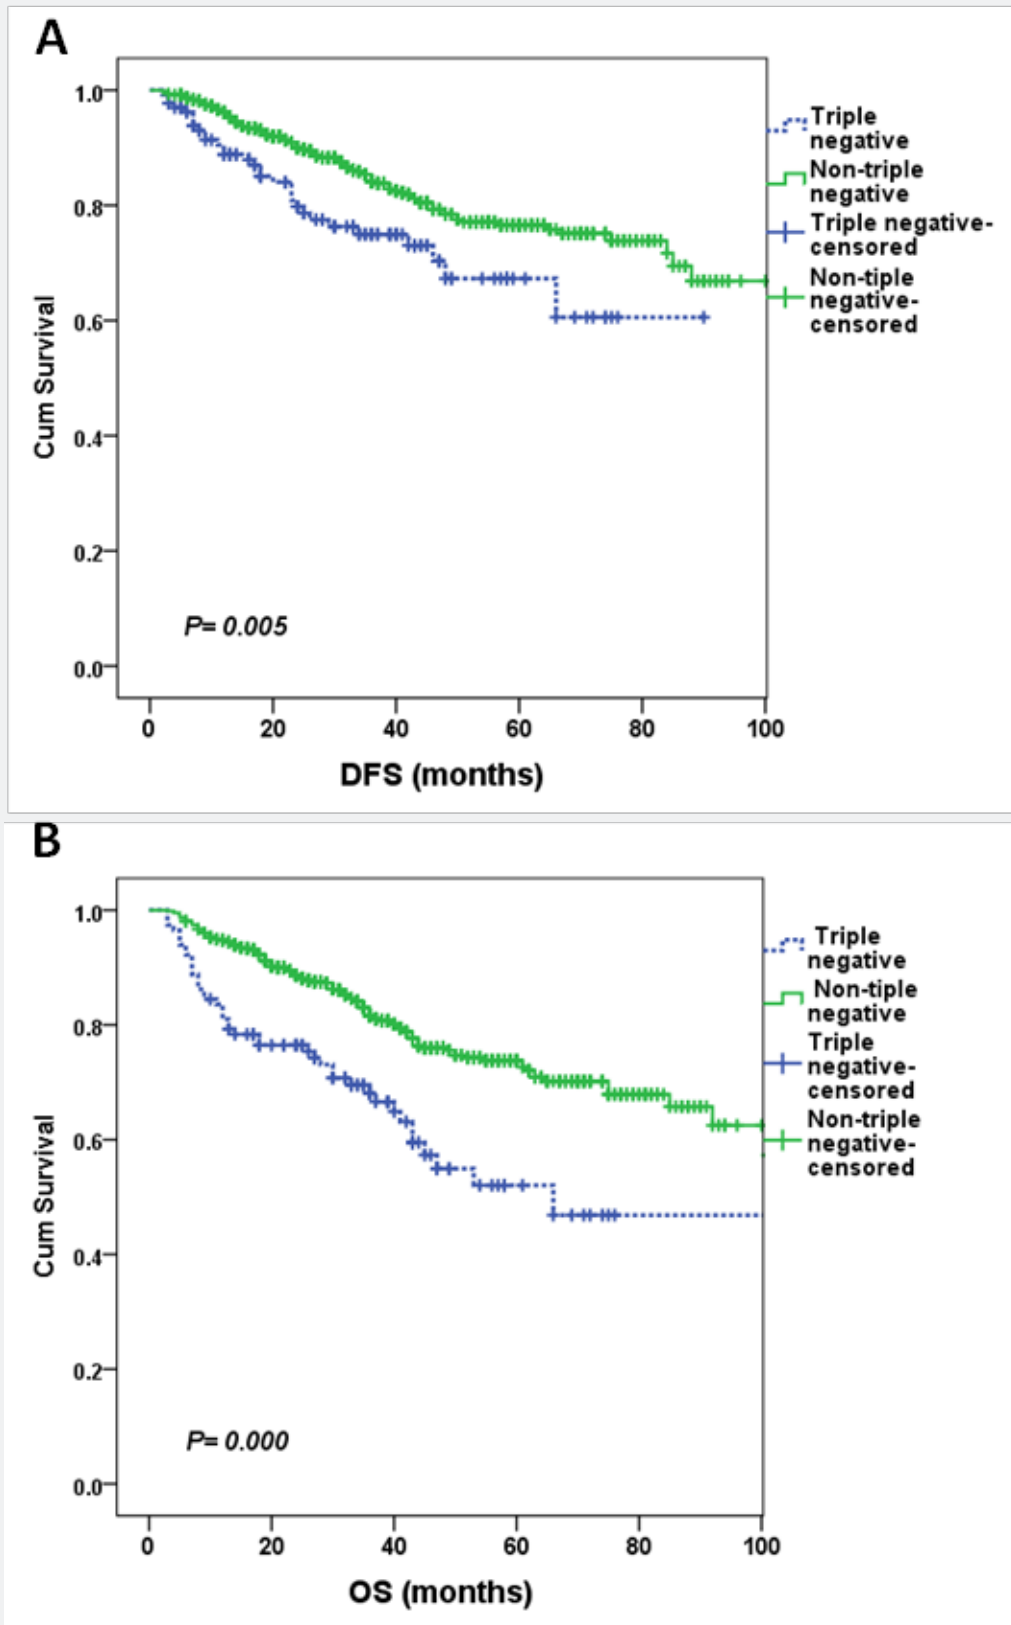 A
1.0
0.8
0.6
0.4
0.2
0.0
Cum Survival
P= 0.005
0 20 40 60 80 100
DFS (months)
Triple
negative
Non-triple
negative
Triple negative-
censored
Non-tiple
negative-
censored
B
1.0
0.8
0.6
0.4
0.2
0.0
Cum Survival
P= 0.000
0 20 40 60 80 100
OS (months)
Triple
negative
Non-tiple
negative
Triple
negative-
censored
Non-triple
negative-
censored